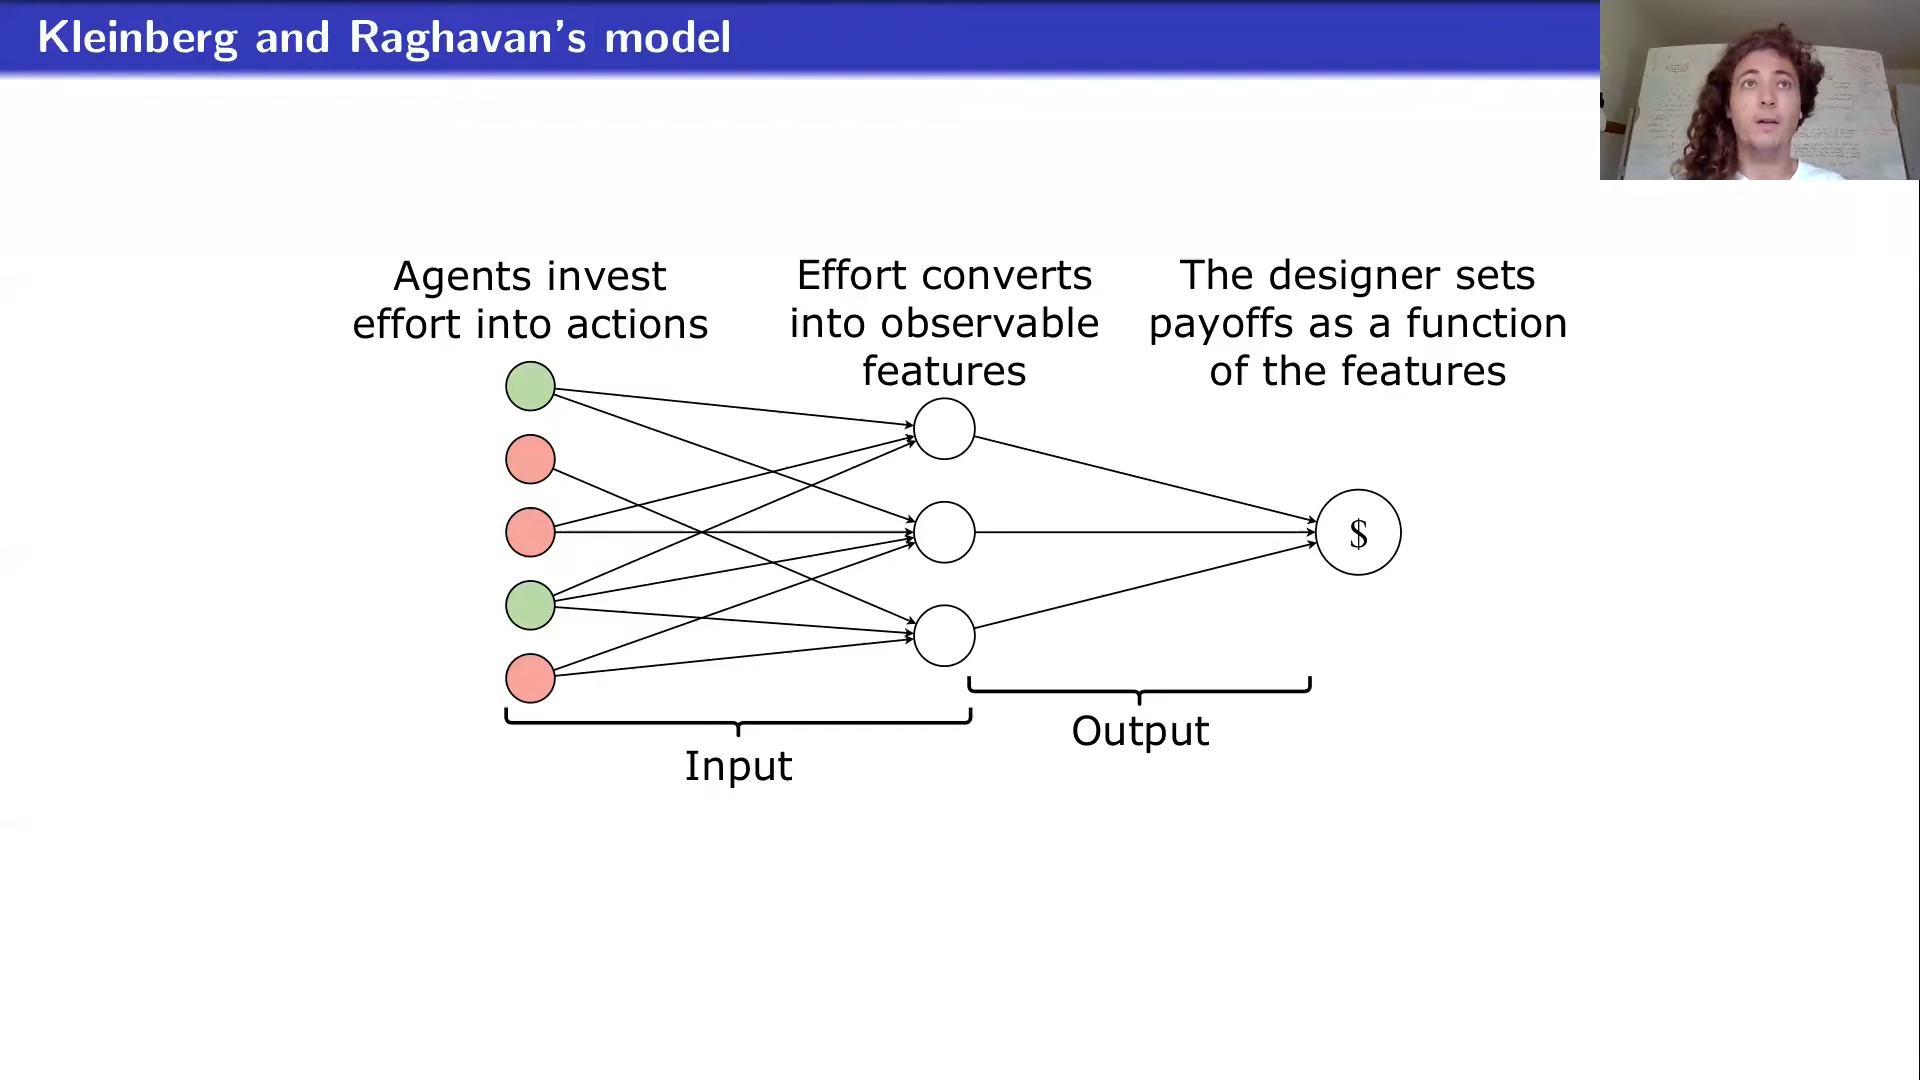 Kleinberg and Raghavan's model
Agents invest
effort into actions
Effort converts
into observable
features
The designer sets
payoffs as a function
of the features
$
Output
Input